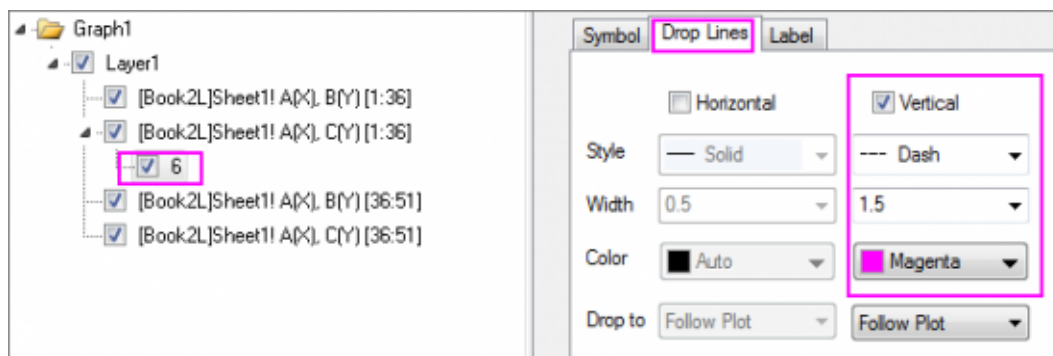 Graph1
Layer1
[Book2L]Sheet1! A(X), B(Y) [1:36]
[Book2L]Sheet1! A(X), C(Y) [1:36]
6
[Book2L]Sheet1! A(X), B(Y) [36:51]
[Book2L]Sheet1! A(X), C(Y) [36:51]
Symbol Drop Lines Label
Horizontal Vertical
Style Solid Dash
Width 0.5 1.5
Color Auto Magenta
Drop to Follow Plot Follow Plot